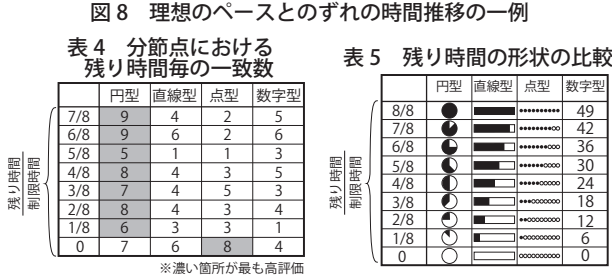 図 8　理想のペースとのずれの時間推移の一例
表 4　分節点における
残り時間毎の一致数
円型 直線型 点型 数字型
7/8 9 4 2 5
6/8 9 6 2 6
5/8 5 1 1 3
4/8 8 4 3 5
3/8 7 4 5 3
2/8 8 4 3 4
1/8 6 3 3 1
0 7 6 8 4
残り時間
制限時間
※濃い箇所が最も高評価
表 5　残り時間の形状の比較
円型 直線型 点型 数字型
8/8 49
7/8 42
6/8 36
5/8 30
4/8 24
3/8 18
2/8 12
1/8 6
0 0
残り時間
制限時間